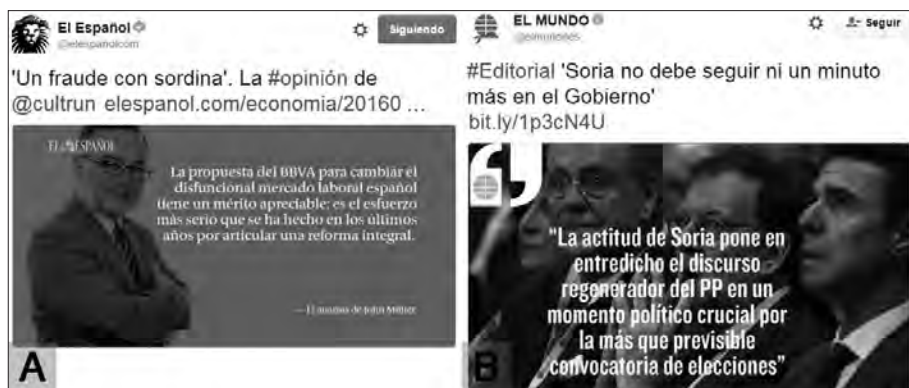 El Español
@elespanolcom
Siguiendo
'Un fraude con sordina'. La #opinión de
@cultrun elespanol.com/economia/20160 ...
EL ESPAÑOL
La propuesta del BBVA para cambiar el
disfuncional mercado laboral español
tiene un mérito apreciable: es el esfuerzo
más serio que se ha hecho en los últimos
años por articular una reforma integral.
de John Müller
A
EL MUNDO
@elmundoes
Seguir
#Editorial 'Soria no debe seguir ni un minuto
más en el Gobierno'
bit.ly/1p3cN4U
"La actitud de Soria pone en
entredicho el discurso
regenerador del PP en un
momento político crucial por
la más que previsible
convocatoria de elecciones"
B